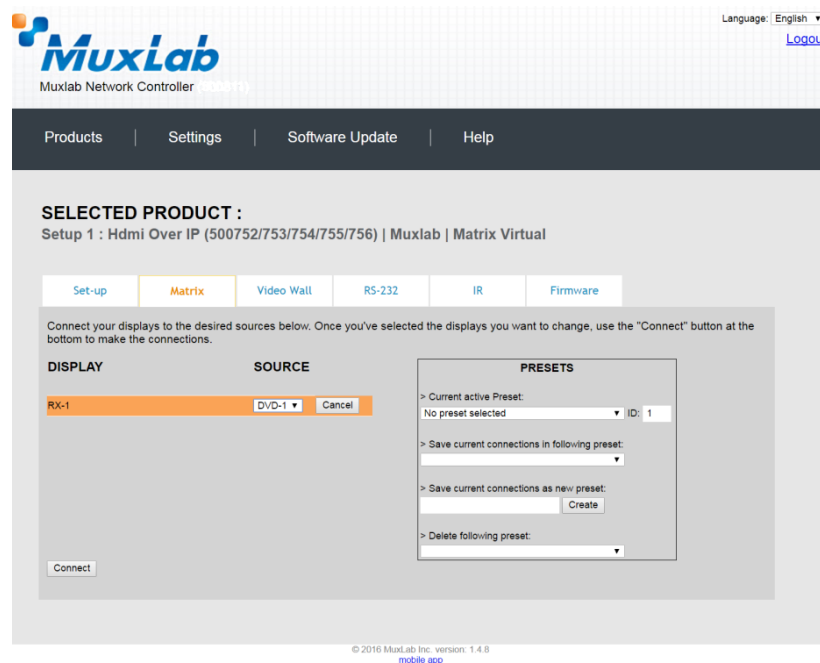 Language: English
Logou
MuxLab
Muxlab Network Controller
Products | Settings | Software Update | Help
SELECTED PRODUCT :
Setup 1 : Hdmi Over IP (500752/753/754/755/756) | Muxlab | Matrix Virtual
Set-up Matrix Video Wall RS-232 IR Firmware
Connect your displays to the desired sources below. Once you've selected the displays you want to change, use the "Connect" button at the
bottom to make the connections.
DISPLAY SOURCE
RX-1 DVD-1 Cancel
PRESETS
> Current active Preset:
No preset selected ID: 1
> Save current connections in following preset:
> Save current connections as new preset:
Create
> Delete following preset:
Connect
© 2016 MuxLab Inc. version: 1.4.8
mobile app